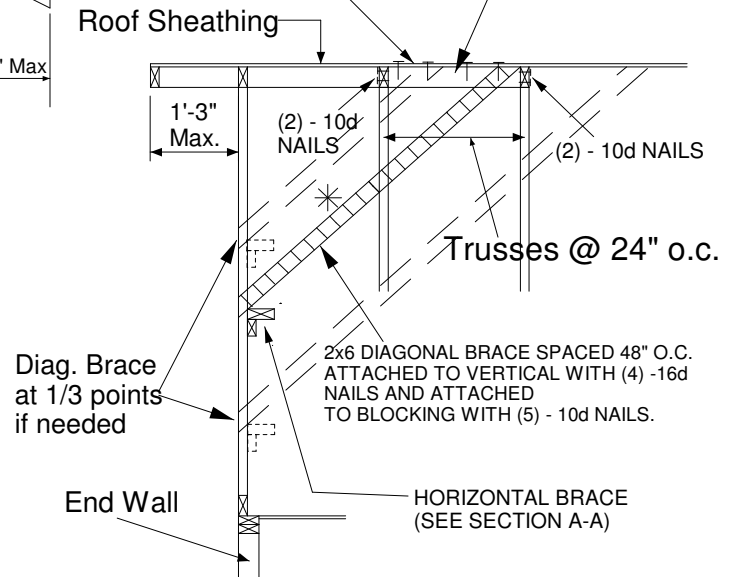 Roof Sheathing
" Max
1'-3"
Max.
(2) - 10d
NAILS
(2) - 10d NAILS
Trusses @ 24" o.c.
2x6 DIAGONAL BRACE SPACED 48" O.C.
ATTACHED TO VERTICAL WITH (4) -16d
NAILS AND ATTACHED
TO BLOCKING WITH (5) - 10d NAILS.
Diag. Brace
at 1/3 points
if needed
End Wall
HORIZONTAL BRACE
(SEE SECTION A-A)